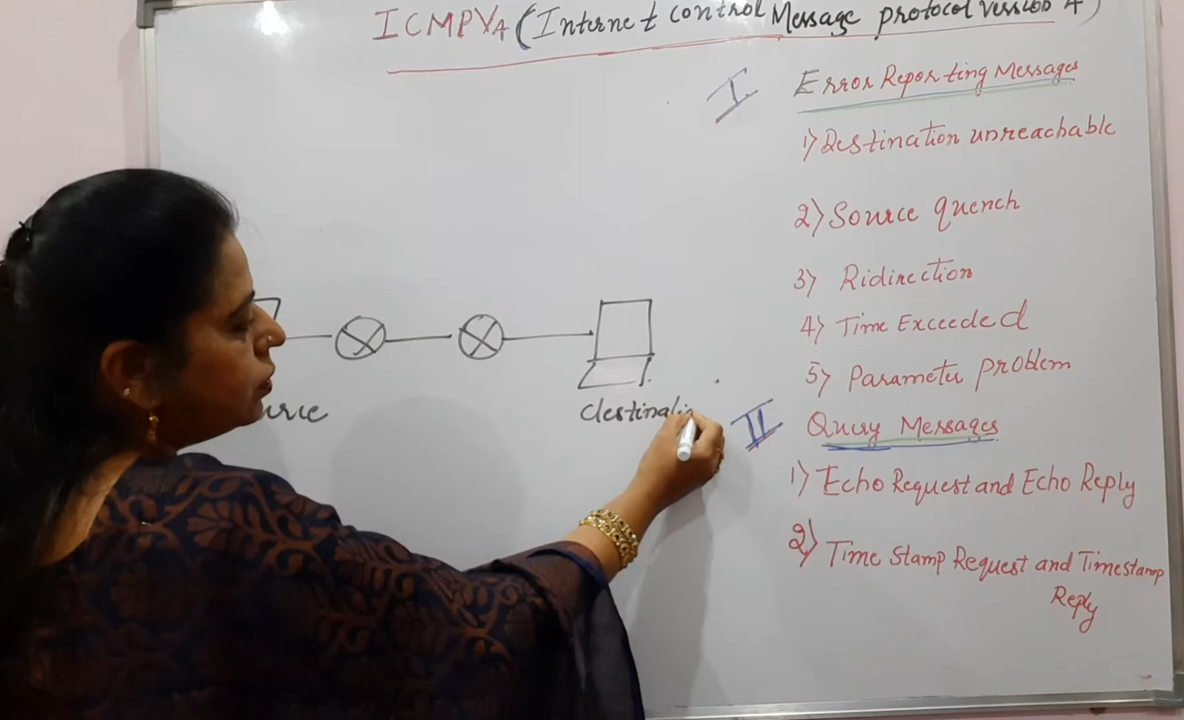 ICMPV4 (Internet control Message protocol version 4)
I Error Reporting Messages
1) Destination unreachable
2) Source quench
3) Ridirection
4) Time Exceeded
5) Parameter problem
II Query Messages
1) Echo Request and Echo Reply
2) Time Stamp Request and Timestamp
Reply
destinati